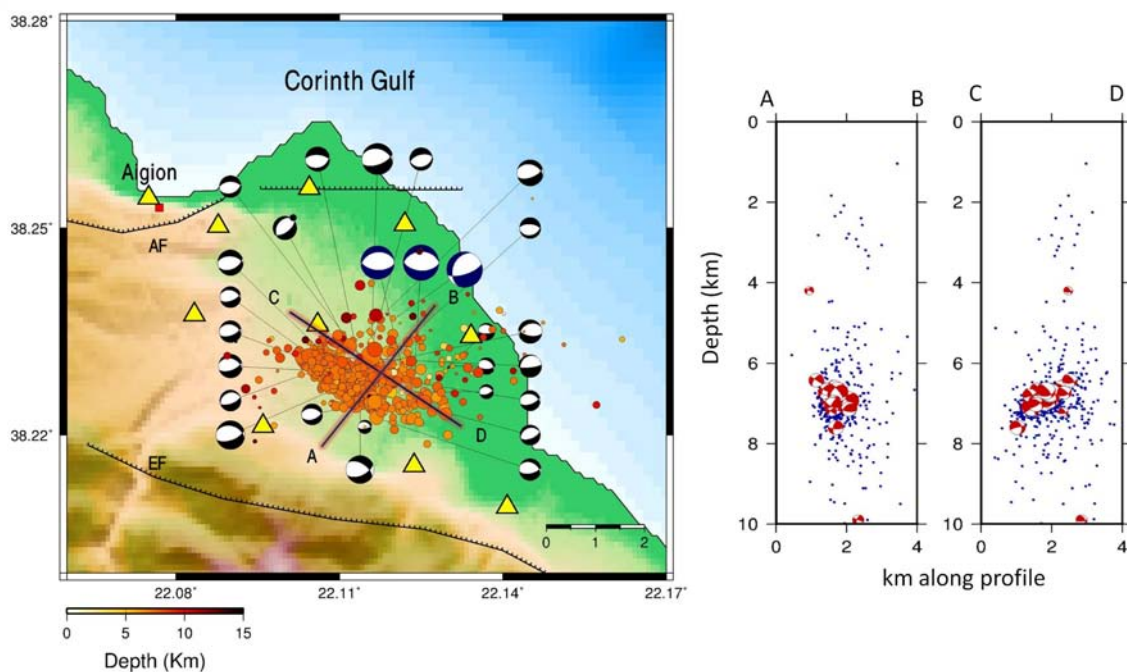 38.28
38.25
38.22
Corinth Gulf
Aigion
AF
C
B
A
D
EF
0 1 2
22.08 22.11 22.14 22.17
0 5 10 15
Depth (Km)
A B
C D
Depth (km)
0
2
4
6
8
10
0 2 4
0
2
4
6
8
10
0 2 4
km along profile